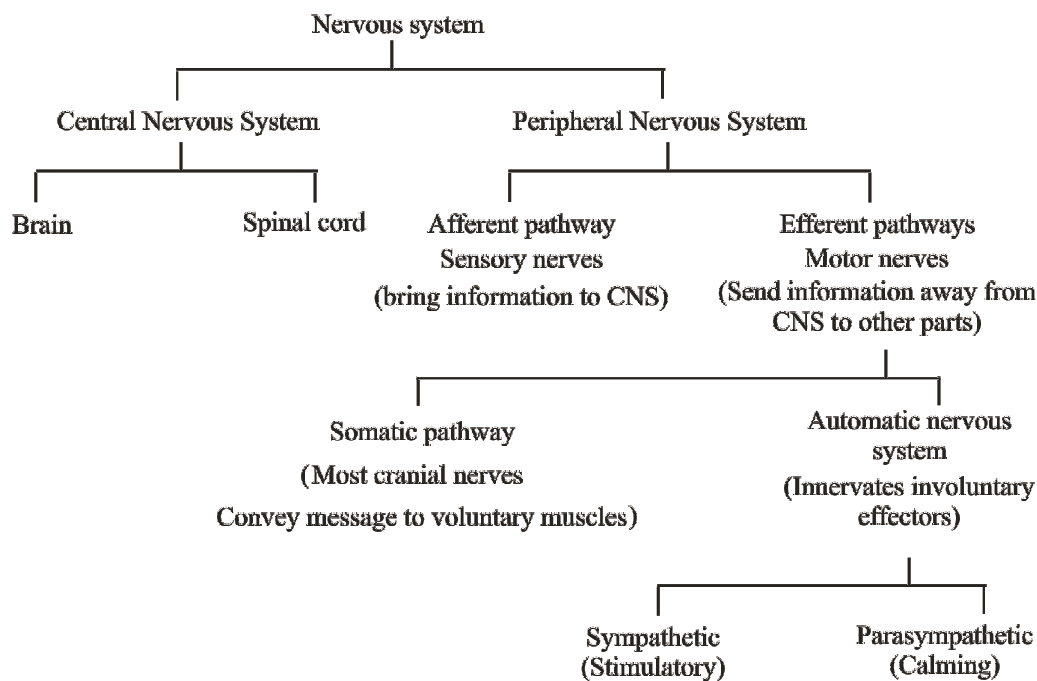 Nervous system
Central Nervous System
Peripheral Nervous System
Brain
Spinal cord
Afferent pathway
Sensory nerves
(bring information to CNS)
Efferent pathways
Motor nerves
(Send information away from
CNS to other parts)
Somatic pathway
(Most cranial nerves
Convey message to voluntary muscles)
Automatic nervous
system
(Innervates involuntary
effectors)
Sympathetic
(Stimulatory)
Parasympathetic
(Calming)